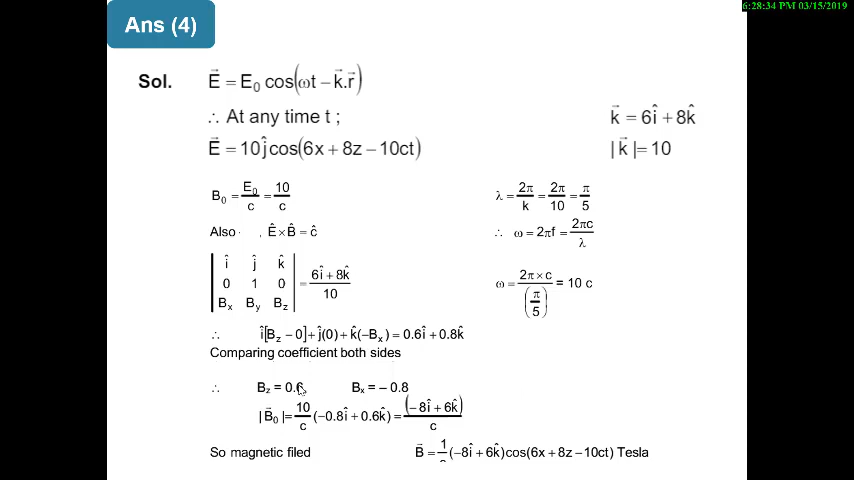 6:28:34 PM 03/15/2019
Ans (4)
Sol. E⃗ = E₀ cos(ωt − k⃗.r⃗)
∴ At any time t ; k⃗ = 6î + 8k̂
E⃗ = 10ĵcos(6x + 8z − 10ct) |k⃗|= 10
B₀ = E₀/c = 10/c λ = 2π/k = 2π/10 = π/5
Also , Ê × B̂ = ĉ ∴ ω = 2πf = 2πc/λ
| î ĵ k̂ |
| 0 1 0 | = (6î + 8k̂)/10 ω = (2π × c)/(π/5) = 10 c
| Bₓ Bᵧ B_z |
∴ î[B_z − 0] + ĵ(0) + k̂(−Bₓ) = 0.6î + 0.8k̂
Comparing coefficient both sides
∴ B_z = 0.6 Bₓ = − 0.8
|B⃗₀ |= 10/c (−0.8î + 0.6k̂) = (−8î + 6k̂)/c
So magnetic filed B⃗ = 1/c (−8î + 6k̂)cos(6x + 8z − 10ct) Tesla